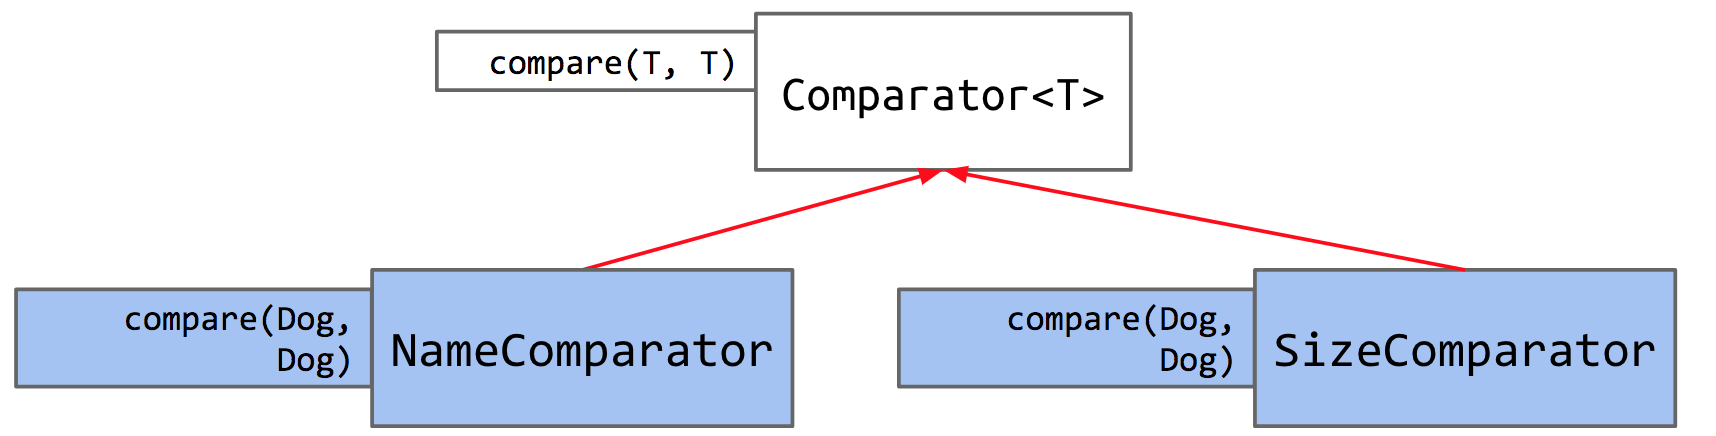 compare(T, T)
Comparator<T>
compare(Dog,
Dog)
NameComparator
compare(Dog,
Dog)
SizeComparator